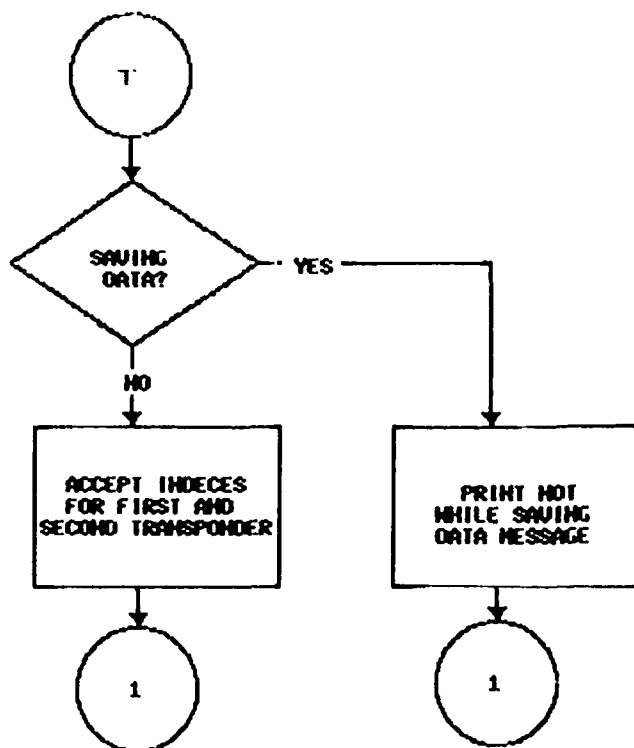 T
SAVING
DATA?
YES
NO
ACCEPT INDECES
FOR FIRST AND
SECOND TRANSPONDER
PRINT NOT
WHILE SAVING
DATA MESSAGE
1
1